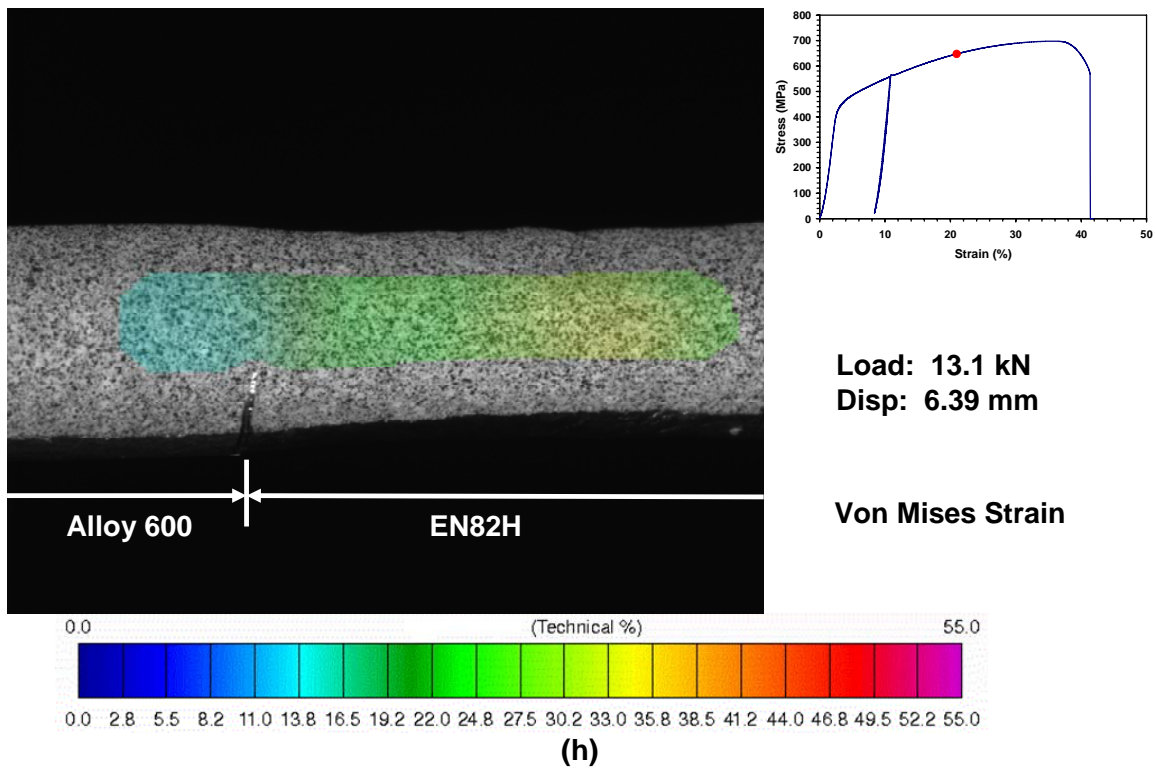 800
700
600
500
400
300
200
100
0
Stress (MPa)
0 10 20 30 40 50
Strain (%)
Load: 13.1 kN
Disp: 6.39 mm
Von Mises Strain
Alloy 600 EN82H
0.0 (Technical %) 55.0
0.0 2.8 5.5 8.2 11.0 13.8 16.5 19.2 22.0 24.8 27.5 30.2 33.0 35.8 38.5 41.2 44.0 46.8 49.5 52.2 55.0
(h)